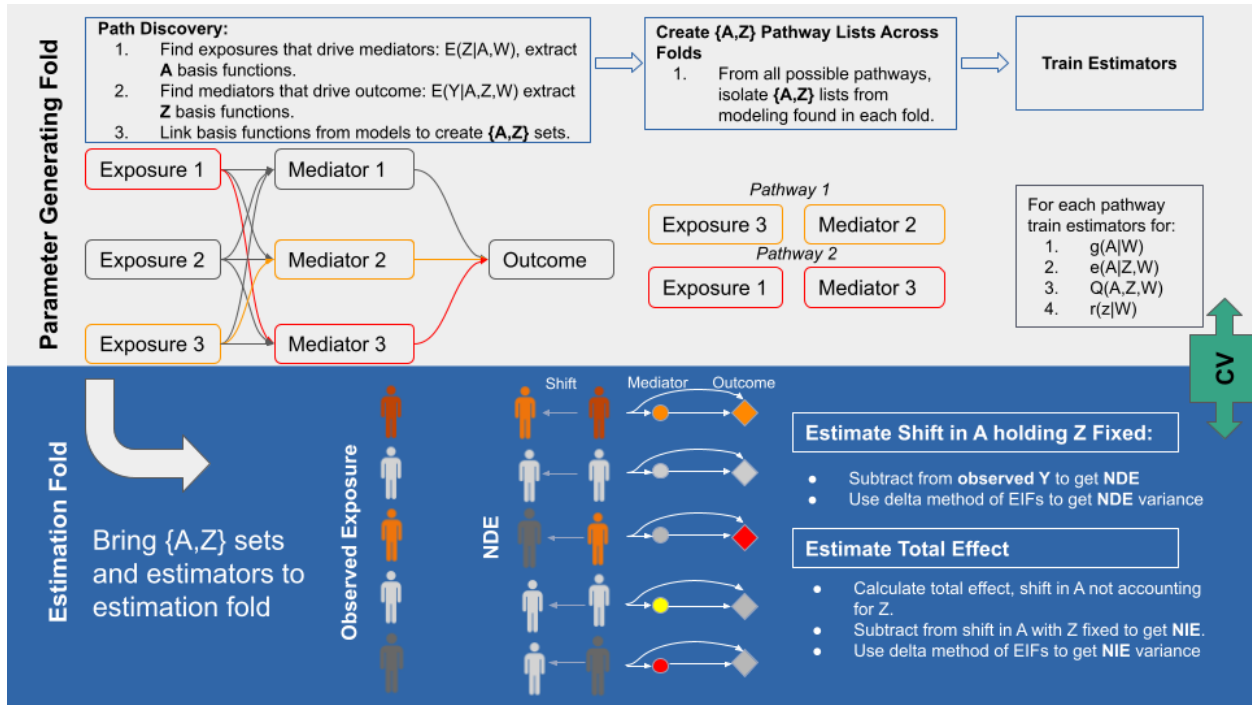 Parameter Generating Fold
Path Discovery:
1. Find exposures that drive mediators: E(Z|A,W), extract
A basis functions.
2. Find mediators that drive outcome: E(Y|A,Z,W) extract
Z basis functions.
3. Link basis functions from models to create {A,Z} sets.
Create {A,Z} Pathway Lists Across
Folds
1. From all possible pathways,
isolate {A,Z} lists from
modeling found in each fold.
Train Estimators
Exposure 1
Mediator 1
Exposure 2
Mediator 2
Outcome
Exposure 3
Mediator 3
Pathway 1
Exposure 3
Mediator 2
Pathway 2
Exposure 1
Mediator 3
For each pathway
train estimators for:
1. g(A|W)
2. e(A|Z,W)
3. Q(A,Z,W)
4. r(z|W)
CV
Estimation Fold
Bring {A,Z} sets
and estimators to
estimation fold
Observed Exposure
NDE
Shift
Mediator
Outcome
Estimate Shift in A holding Z Fixed:
● Subtract from observed Y to get NDE
● Use delta method of EIFs to get NDE variance
Estimate Total Effect
● Calculate total effect, shift in A not accounting
for Z.
● Subtract from shift in A with Z fixed to get NIE.
● Use delta method of EIFs to get NIE variance